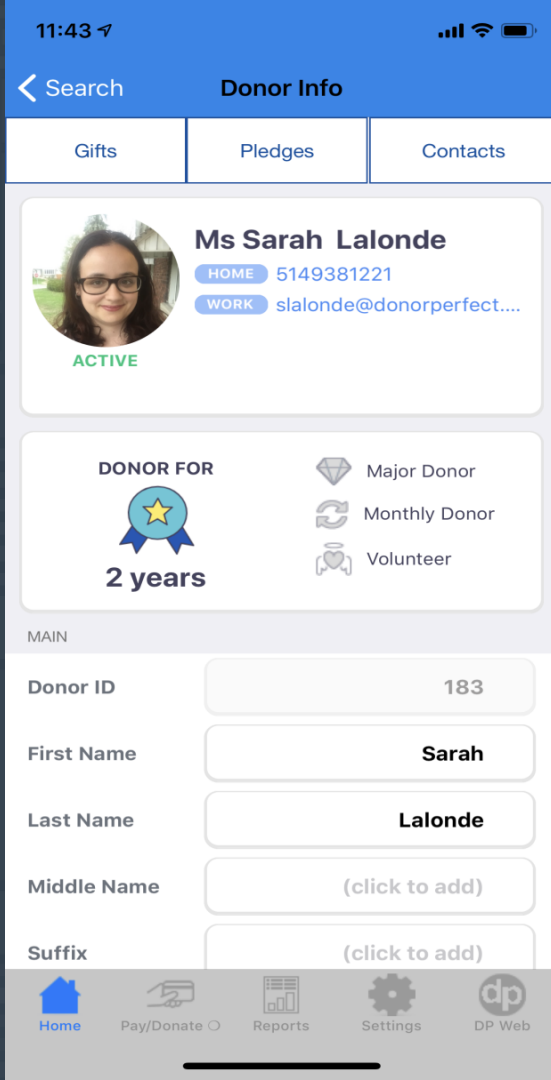 11:43
Search
Donor Info
Gifts
Pledges
Contacts
Ms Sarah Lalonde
HOME 5149381221
WORK slalonde@donorperfect....
ACTIVE
DONOR FOR
2 years
Major Donor
Monthly Donor
Volunteer
MAIN
Donor ID 183
First Name Sarah
Last Name Lalonde
Middle Name (click to add)
Suffix (click to add)
dp
Home
Pay/Donate
Reports
Settings
DP Web